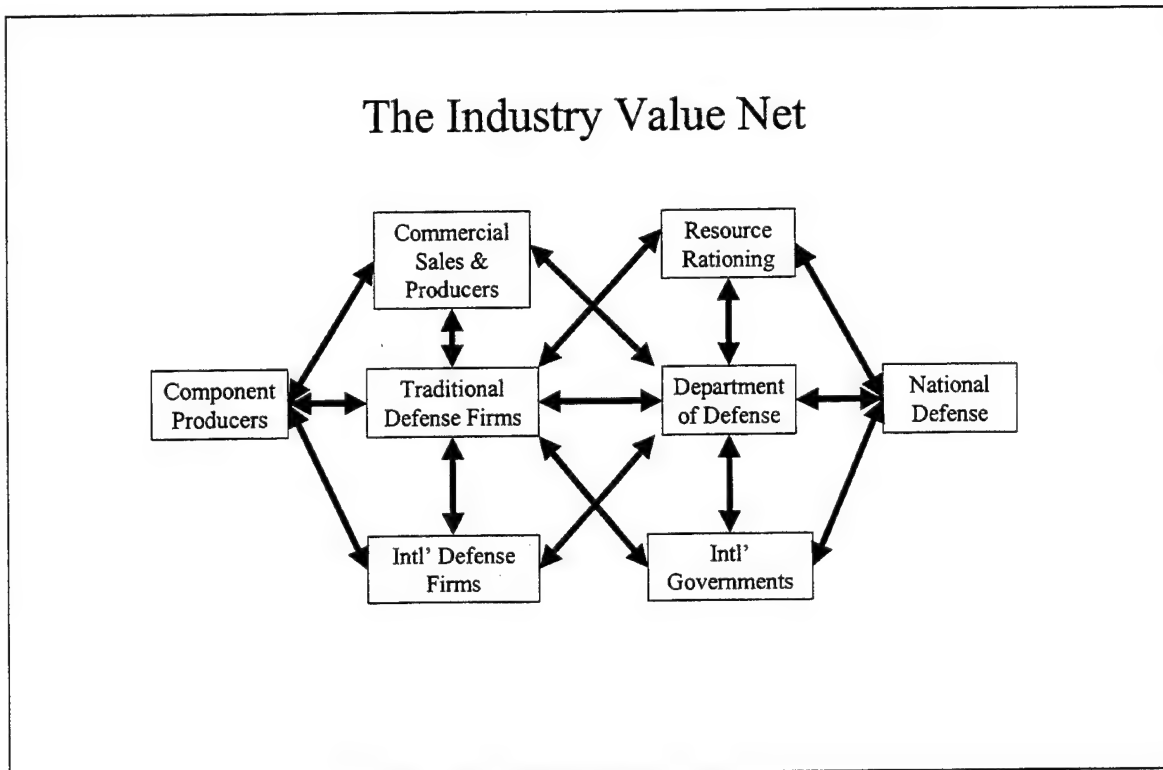 The Industry Value Net
Commercial
Sales &
Producers
Resource
Rationing
Component
Producers
Traditional
Defense Firms
Department
of Defense
National
Defense
Intl' Defense
Firms
Intl'
Governments